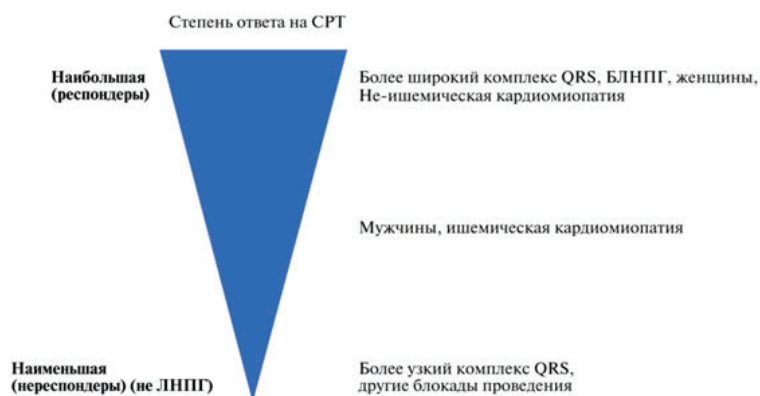 Степень ответа на СРТ
Наибольшая
(респондеры)
Более широкий комплекс QRS, БЛНПГ, женщины,
Не-ишемическая кардиомиопатия
Мужчины, ишемическая кардиомиопатия
Наименьшая
(нереспондеры) (не ЛНПГ)
Более узкий комплекс QRS,
другие блокады проведения